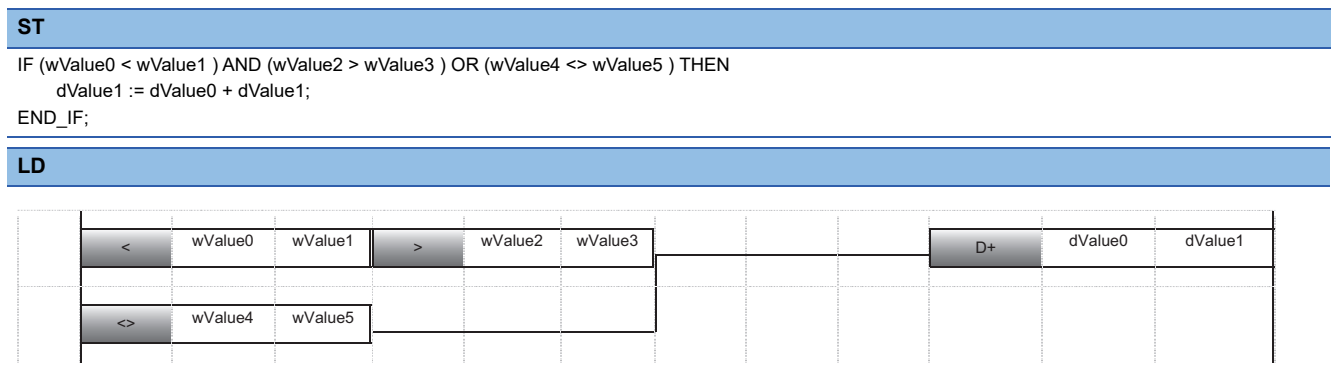 ST
IF (wValue0 < wValue1 ) AND (wValue2 > wValue3 ) OR (wValue4 <> wValue5 ) THEN
dValue1 := dValue0 + dValue1;
END_IF;
LD
< wValue0 wValue1 > wValue2 wValue3 D+ dValue0 dValue1
<> wValue4 wValue5